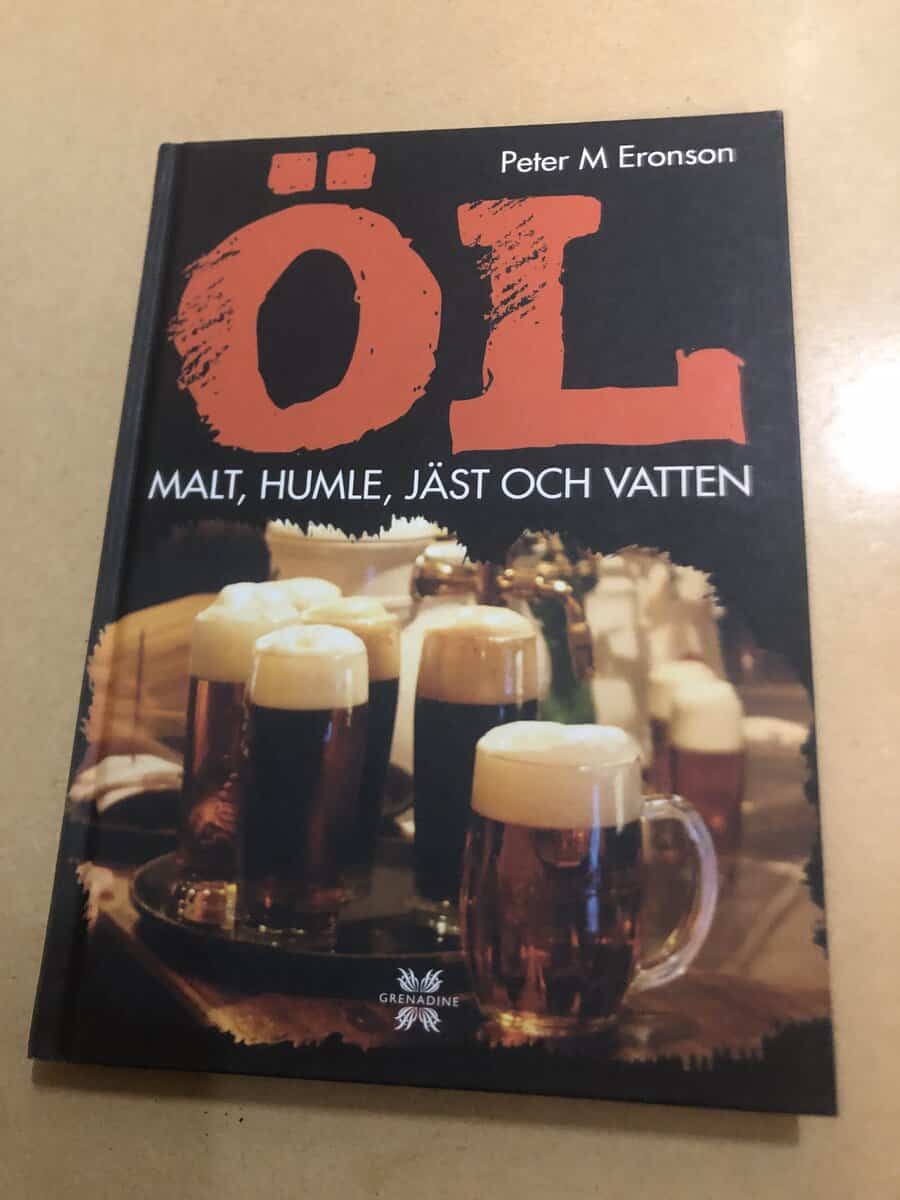 Peter M Eronson
ÖL
MALT, HUMLE, JÄST OCH VATTEN
GRENADINE